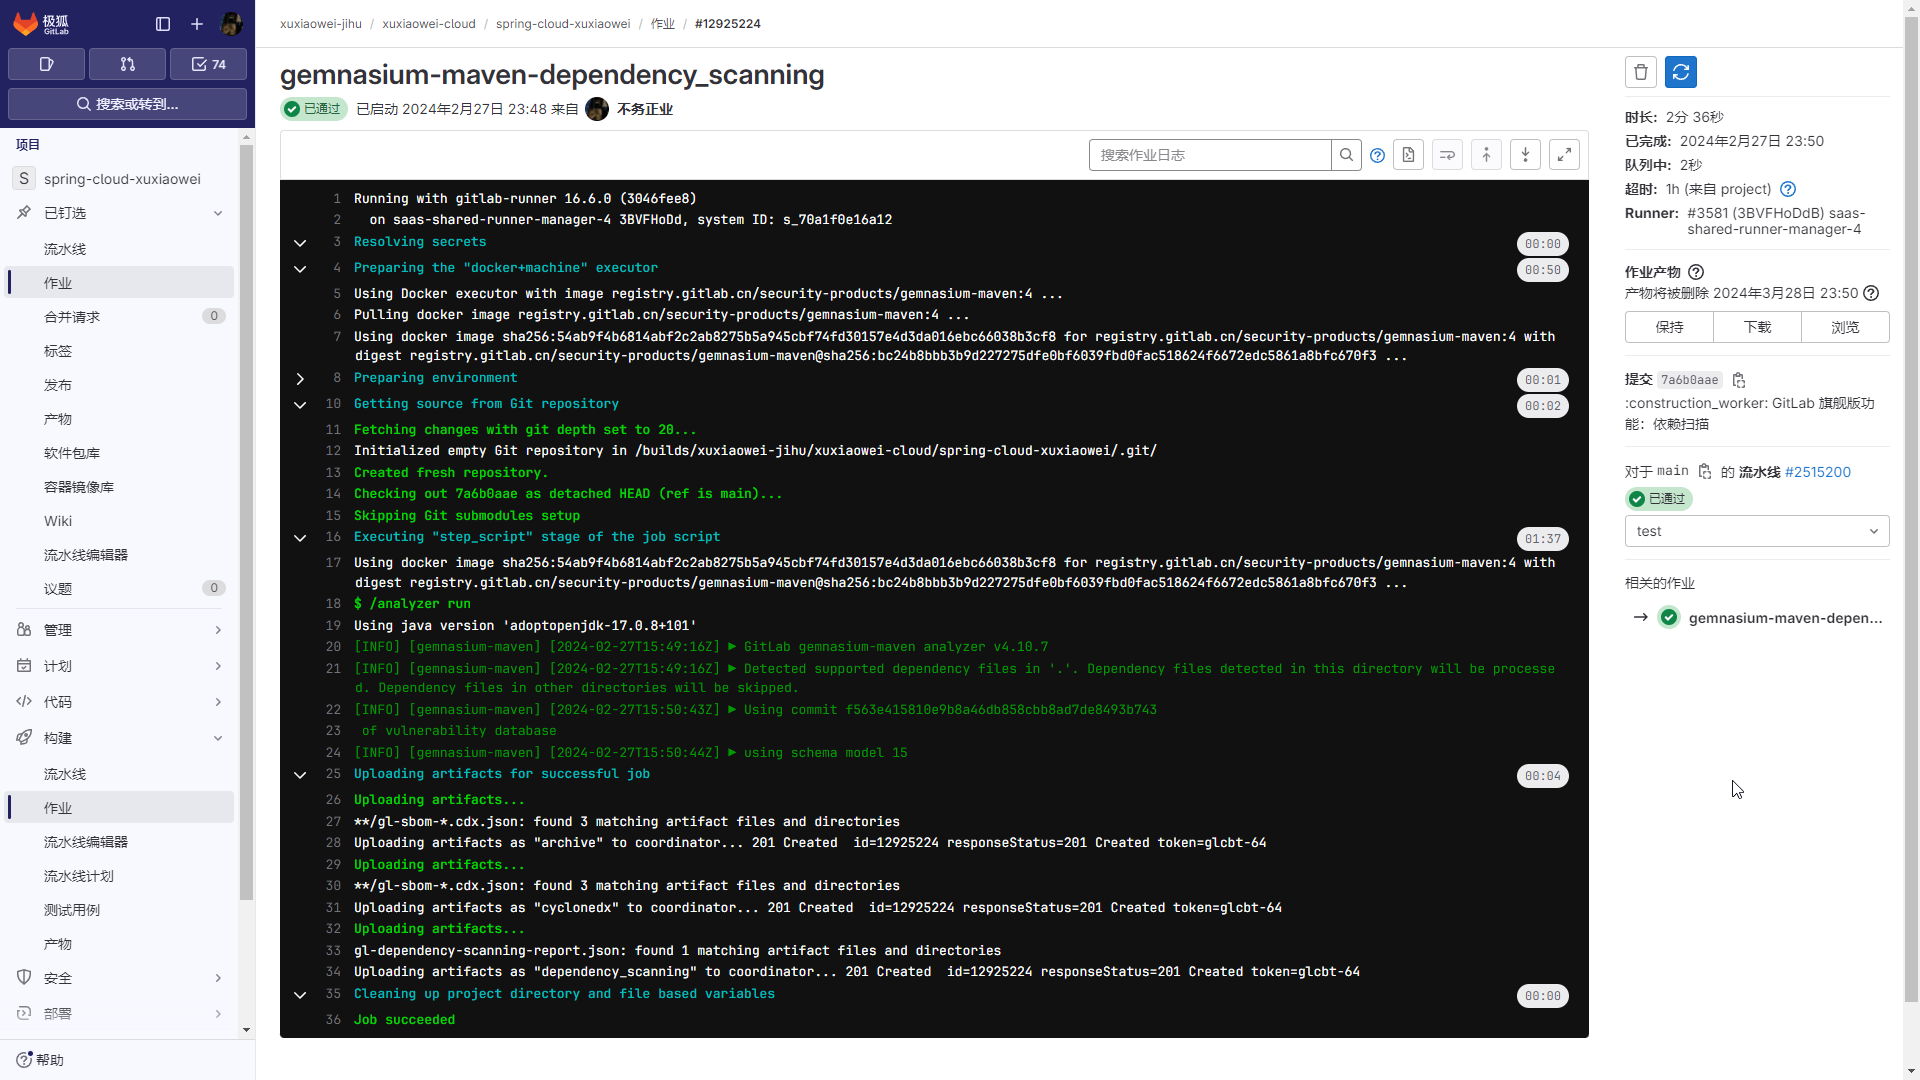 极狐
GitLab
74
搜索或转到...
项目
S spring-cloud-xuxiaowei
已钉选
流水线
作业
合并请求 0
标签
发布
产物
软件包库
容器镜像库
Wiki
流水线编辑器
议题 0
管理
计划
代码
构建
流水线
作业
流水线编辑器
流水线计划
测试用例
产物
安全
部署
帮助
xuxiaowei-jihu / xuxiaowei-cloud / spring-cloud-xuxiaowei / 作业 / #12925224
gemnasium-maven-dependency_scanning
已通过 已启动 2024年2月27日 23:48 来自 不务正业
搜索作业日志
1 Running with gitlab-runner 16.6.0 (3046fee8)
2 on saas-shared-runner-manager-4 3BVFHoDd, system ID: s_70a1f0e16a12
3 Resolving secrets 00:00
4 Preparing the "docker+machine" executor 00:50
5 Using Docker executor with image registry.gitlab.cn/security-products/gemnasium-maven:4 ...
6 Pulling docker image registry.gitlab.cn/security-products/gemnasium-maven:4 ...
7 Using docker image sha256:54ab9f4b6814abf2c2ab8275b5a945cbf74fd30157e4d3da016ebc66038b3cf8 for registry.gitlab.cn/security-products/gemnasium-maven:4 with
digest registry.gitlab.cn/security-products/gemnasium-maven@sha256:bc24b8bbb3b9d227275dfe0bf6039fbd0fac518624f6672edc5861a8bfc670f3 ...
8 Preparing environment 00:01
10 Getting source from Git repository 00:02
11 Fetching changes with git depth set to 20...
12 Initialized empty Git repository in /builds/xuxiaowei-jihu/xuxiaowei-cloud/spring-cloud-xuxiaowei/.git/
13 Created fresh repository.
14 Checking out 7a6b0aae as detached HEAD (ref is main)...
15 Skipping Git submodules setup
16 Executing "step_script" stage of the job script 01:37
17 Using docker image sha256:54ab9f4b6814abf2c2ab8275b5a945cbf74fd30157e4d3da016ebc66038b3cf8 for registry.gitlab.cn/security-products/gemnasium-maven:4 with
digest registry.gitlab.cn/security-products/gemnasium-maven@sha256:bc24b8bbb3b9d227275dfe0bf6039fbd0fac518624f6672edc5861a8bfc670f3 ...
18 $ /analyzer run
19 Using java version 'adoptopenjdk-17.0.8+101'
20 [INFO] [gemnasium-maven] [2024-02-27T15:49:16Z] ▶ GitLab gemnasium-maven analyzer v4.10.7
21 [INFO] [gemnasium-maven] [2024-02-27T15:49:16Z] ▶ Detected supported dependency files in '.'. Dependency files detected in this directory will be processe
d. Dependency files in other directories will be skipped.
22 [INFO] [gemnasium-maven] [2024-02-27T15:50:43Z] ▶ Using commit f563e415810e9b8a46db858cbb8ad7de8493b743
23 of vulnerability database
24 [INFO] [gemnasium-maven] [2024-02-27T15:50:44Z] ▶ using schema model 15
25 Uploading artifacts for successful job 00:04
26 Uploading artifacts...
27 **/gl-sbom-*.cdx.json: found 3 matching artifact files and directories
28 Uploading artifacts as "archive" to coordinator... 201 Created  id=12925224 responseStatus=201 Created token=glcbt-64
29 Uploading artifacts...
30 **/gl-sbom-*.cdx.json: found 3 matching artifact files and directories
31 Uploading artifacts as "cyclonedx" to coordinator... 201 Created  id=12925224 responseStatus=201 Created token=glcbt-64
32 Uploading artifacts...
33 gl-dependency-scanning-report.json: found 1 matching artifact files and directories
34 Uploading artifacts as "dependency_scanning" to coordinator... 201 Created  id=12925224 responseStatus=201 Created token=glcbt-64
35 Cleaning up project directory and file based variables 00:00
36 Job succeeded
时长: 2分 36秒
已完成: 2024年2月27日 23:50
队列中: 2秒
超时: 1h (来自 project)
Runner: #3581 (3BVFHoDdB) saas-
shared-runner-manager-4
作业产物
产物将被删除 2024年3月28日 23:50
保持 下载 浏览
提交 7a6b0aae
:construction_worker: GitLab 旗舰版功
能：依赖扫描
对于 main 的 流水线 #2515200
已通过
test
相关的作业
→ gemnasium-maven-depen...